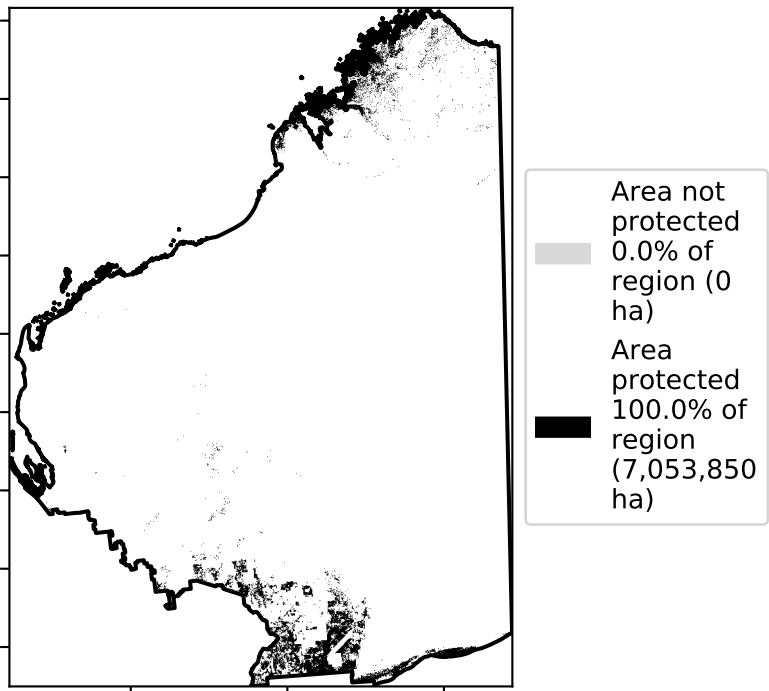 Area not
protected
0.0% of
region (0
ha)
Area
protected
100.0% of
region
(7,053,850
ha)